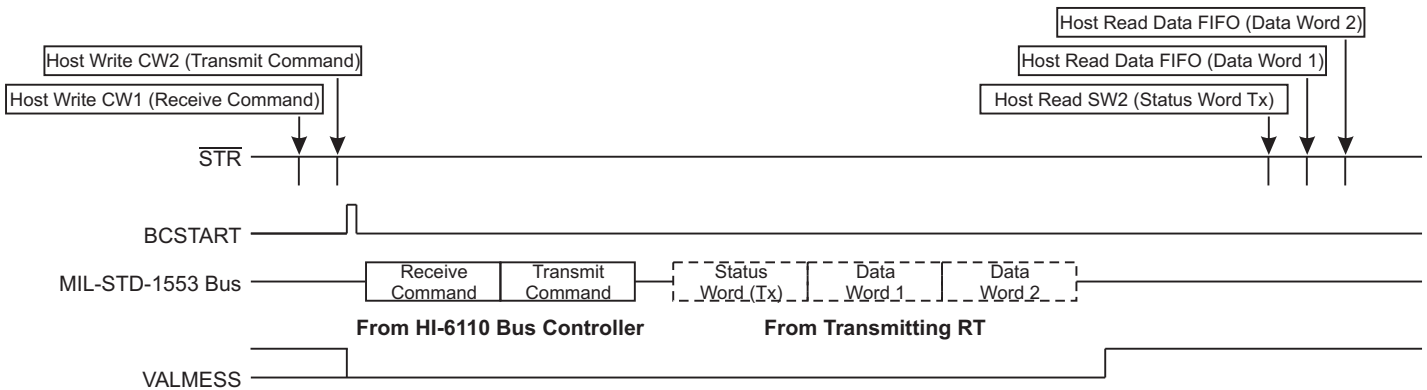 Host Read Data FIFO (Data Word 2)
Host Write CW2 (Transmit Command)
Host Read Data FIFO (Data Word 1)
Host Write CW1 (Receive Command)
Host Read SW2 (Status Word Tx)
STR
BCSTART
MIL-STD-1553 Bus
Receive
Command
Transmit
Command
Status
Word (Tx)
Data
Word 1
Data
Word 2
From HI-6110 Bus Controller
From Transmitting RT
VALMESS